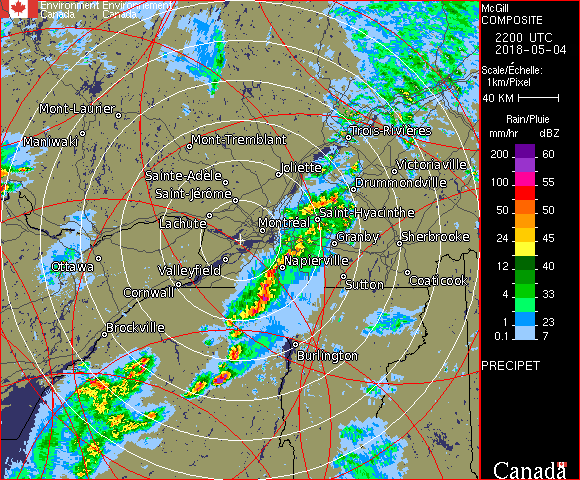 Environment Environnement
Canada Canada
McGill
COMPOSITE
2200 UTC
2018-05-04
Scale/Échelle:
1km/Pixel
40 KM
Rain/Pluie
mm/hr dBZ
200 60
100 55
50 50
24 45
12 40
4 33
1 23
0.1 7
PRECIPET
Canada
Mont-Laurier
Maniwaki
Mont-Tremblant
Trois-Rivières
Joliette
Victoriaville
Sainte-Adèle
Drummondville
Saint-Jérôme
Saint-Hyacinthe
Lachute
Montréal
Granby
Sherbrooke
Ottawa
Valleyfield
Napierville
Cornwall
Sutton
Coaticook
Brockville
Burlington